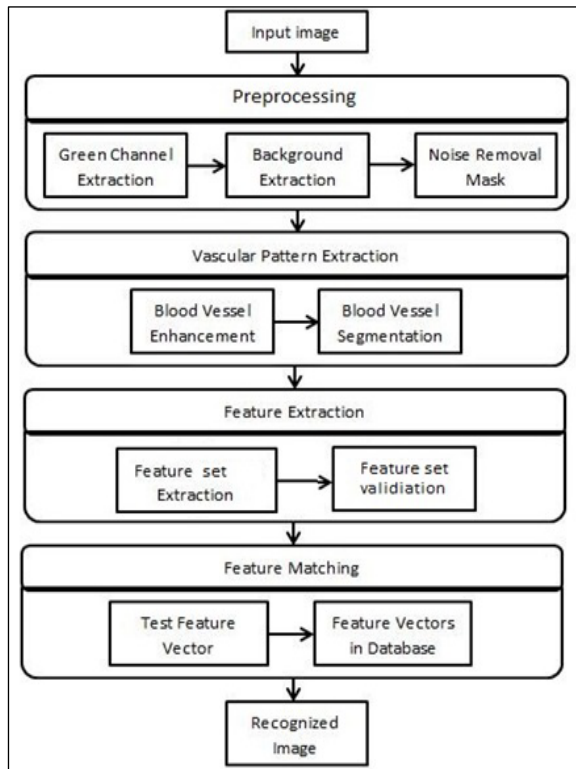 Input image
Preprocessing
Green Channel
Extraction
Background
Extraction
Noise Removal
Mask
Vascular Pattern Extraction
Blood Vessel
Enhancement
Blood Vessel
Segmentation
Feature Extraction
Feature set
Extraction
Feature set
validiation
Feature Matching
Test Feature
Vector
Feature Vectors
in Database
Recognized
Image